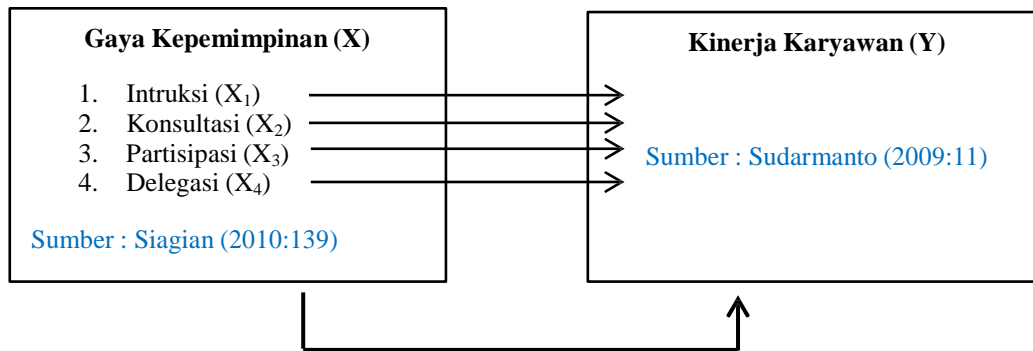 Gaya Kepemimpinan (X)
1. Intruksi (X₁)
2. Konsultasi (X₂)
3. Partisipasi (X₃)
4. Delegasi (X₄)
Sumber : Siagian (2010:139)
Kinerja Karyawan (Y)
Sumber : Sudarmanto (2009:11)